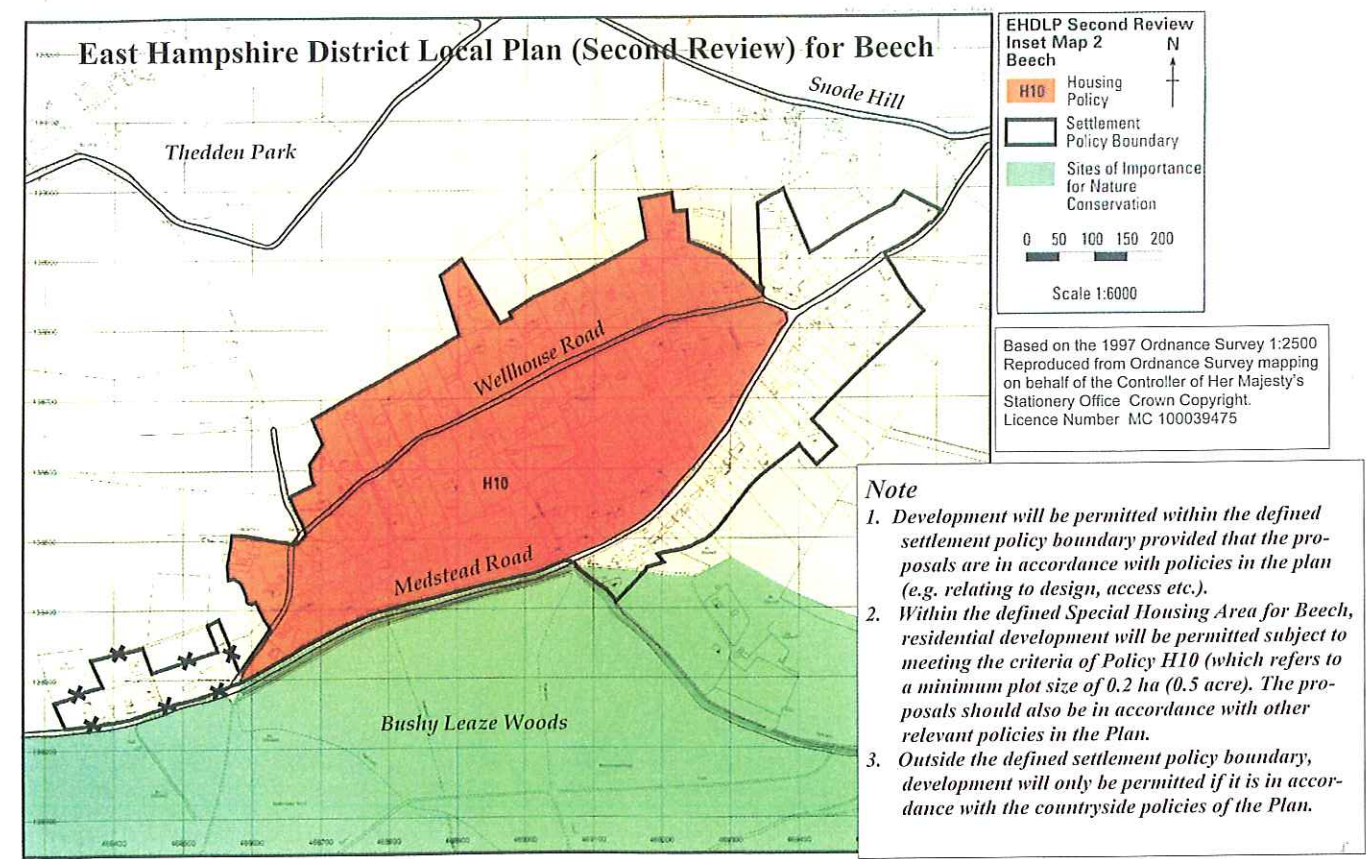 East Hampshire District Local Plan (Second Review) for Beech
Snode Hill
Thedden Park
Wellhouse Road
H10
Medstead Road
Bushy Leaze Woods
EHDLP Second Review
Inset Map 2
Beech
N
H10
Housing
Policy
Settlement
Policy Boundary
Sites of Importance
for Nature
Conservation
0 50 100 150 200
Scale 1:6000
Based on the 1997 Ordnance Survey 1:2500
Reproduced from Ordnance Survey mapping
on behalf of the Controller of Her Majesty's
Stationery Office Crown Copyright.
Licence Number MC 100039475
Note
1. Development will be permitted within the defined
settlement policy boundary provided that the pro-
posals are in accordance with policies in the plan
(e.g. relating to design, access etc.).
2. Within the defined Special Housing Area for Beech,
residential development will be permitted subject to
meeting the criteria of Policy H10 (which refers to
a minimum plot size of 0.2 ha (0.5 acre). The pro-
posals should also be in accordance with other
relevant policies in the Plan.
3. Outside the defined settlement policy boundary,
development will only be permitted if it is in accor-
dance with the countryside policies of the Plan.